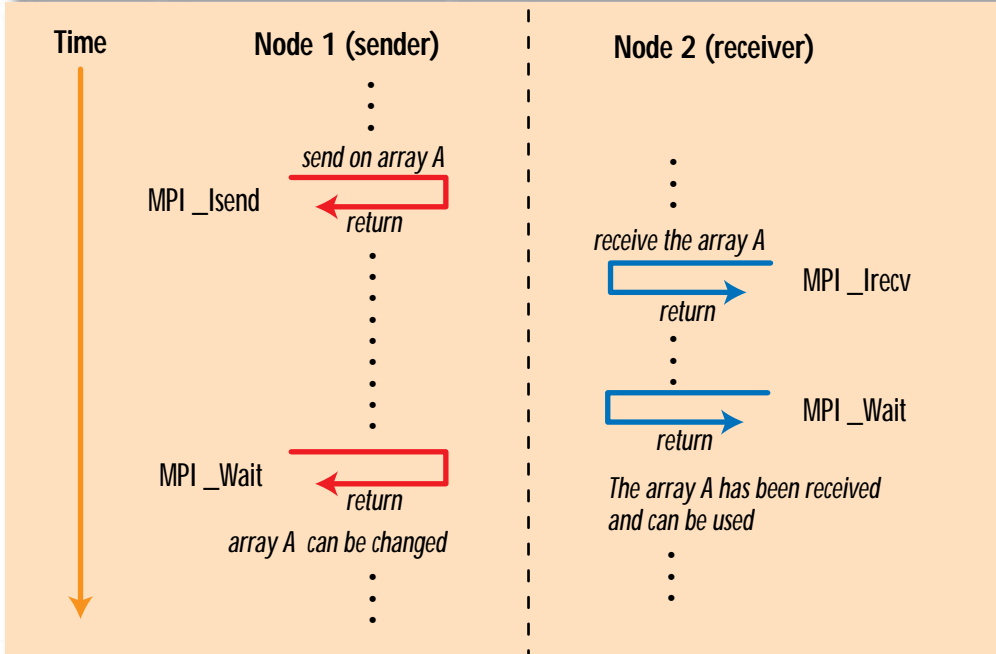 Time
Node 1 (sender)
Node 2 (receiver)
send on array A
MPI _Isend
return
receive the array A
MPI _Irecv
return
MPI _Wait
return
MPI _Wait
return
The array A has been received
and can be used
array A can be changed